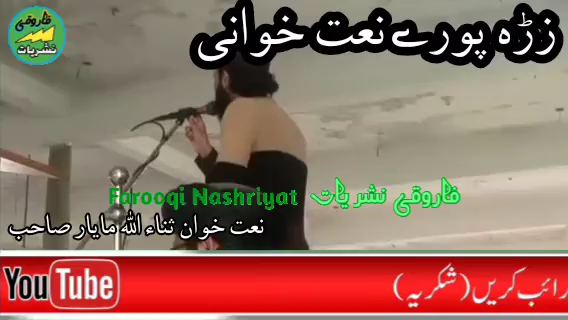 فاروقی
نشریات
زڑہ پورے نعت خوانی
Farooqi Nashriyat فاروقی نشریات
نعت خوان ثناء اللہ مایار صاحب
YouTube
رائب کریں (شکریہ)